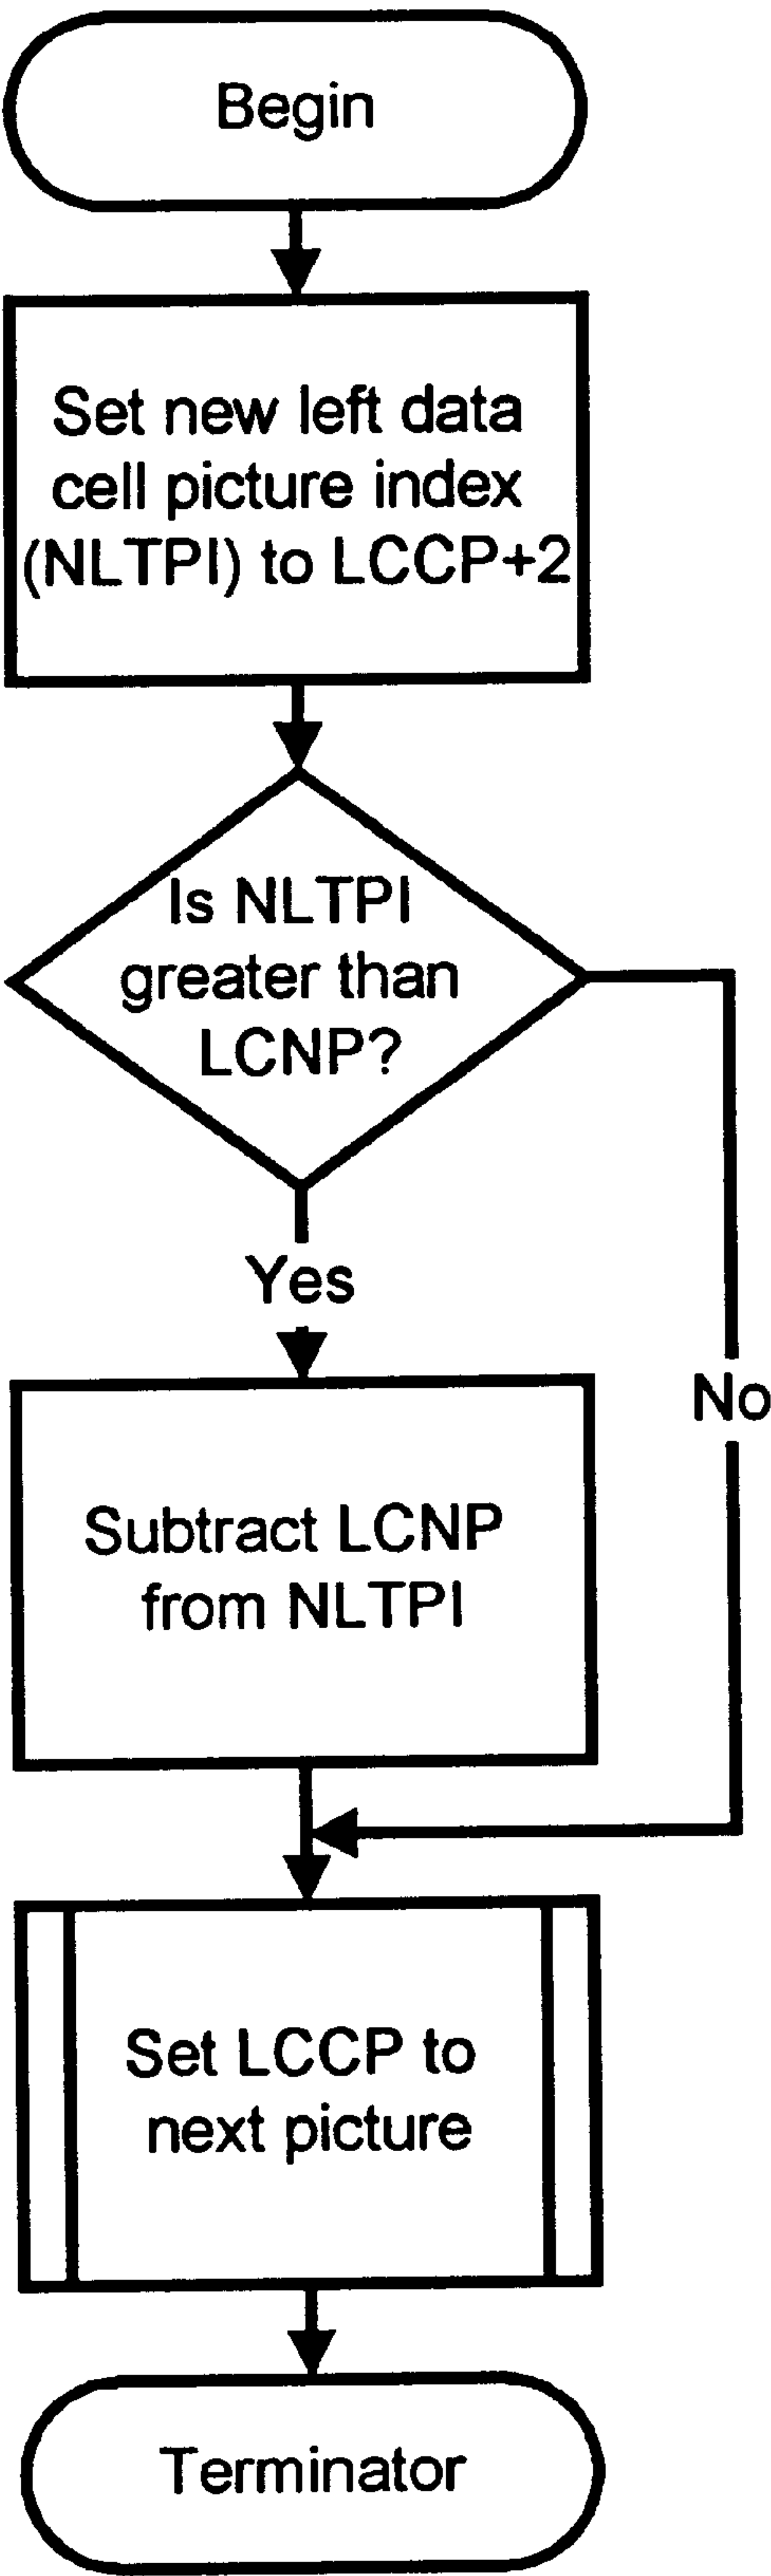 Begin
Set new left data
cell picture index
(NLTPI) to LCCP+2
Is NLTPI
greater than
LCNP?
Yes
No
Subtract LCNP
from NLTPI
Set LCCP to
next picture
Terminator